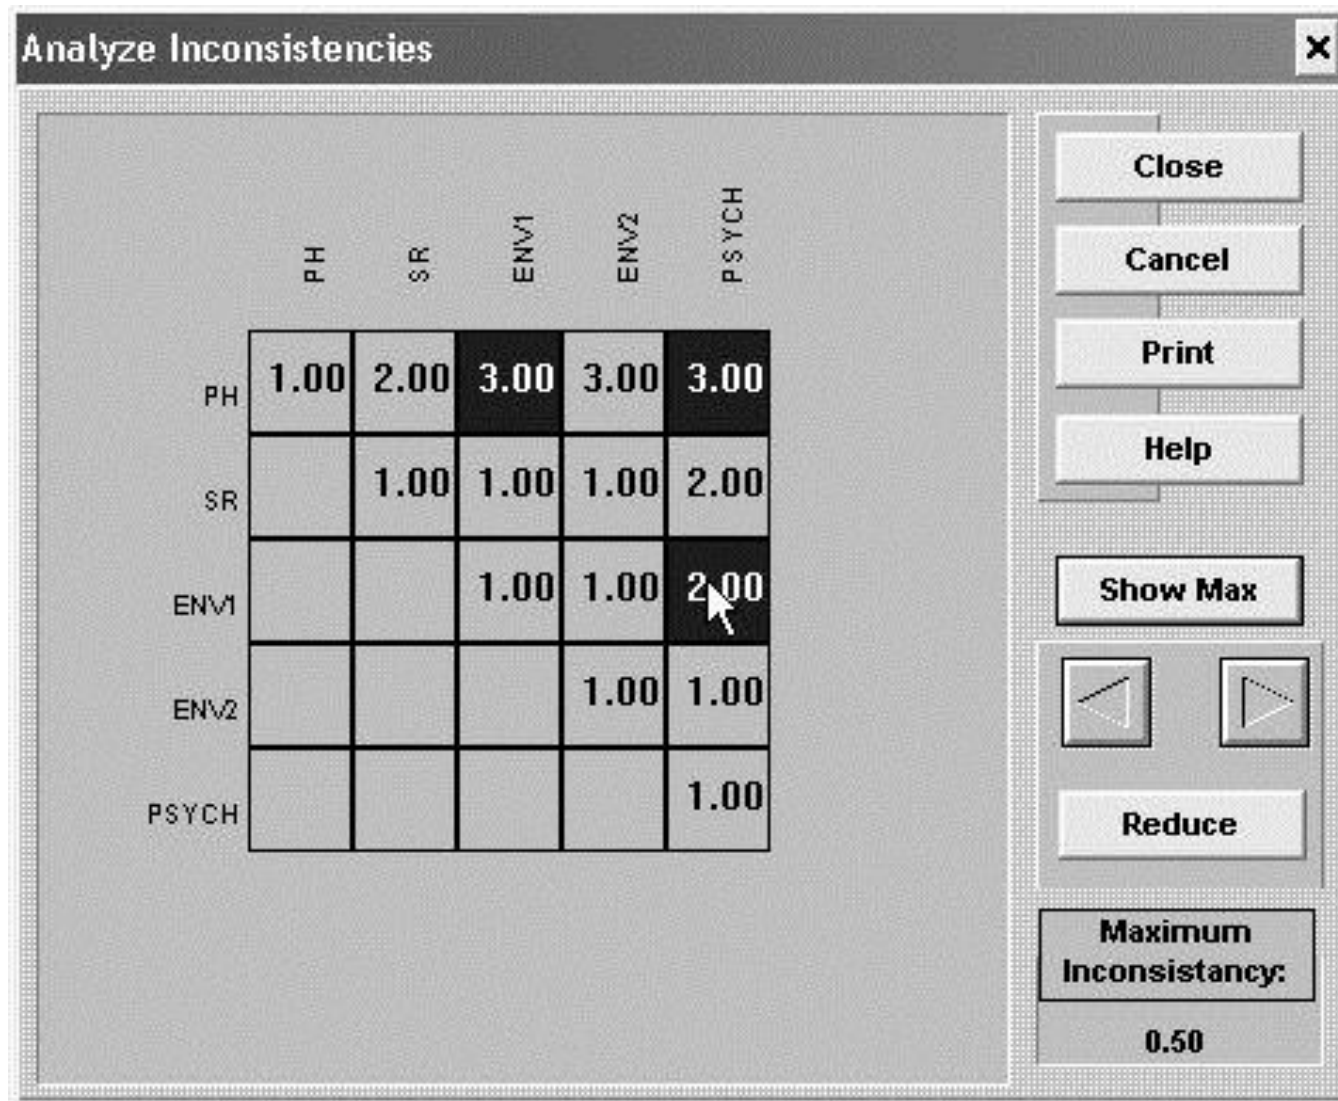 Analyze Inconsistencies
Close
Cancel
Print
Help
PH SR ENV1 ENV2 PSYCH
PH 1.00 2.00 3.00 3.00 3.00
SR 1.00 1.00 1.00 2.00
ENV1 1.00 1.00 2.00
ENV2 1.00 1.00
PSYCH 1.00
Show Max
Reduce
Maximum
Inconsistancy:
0.50